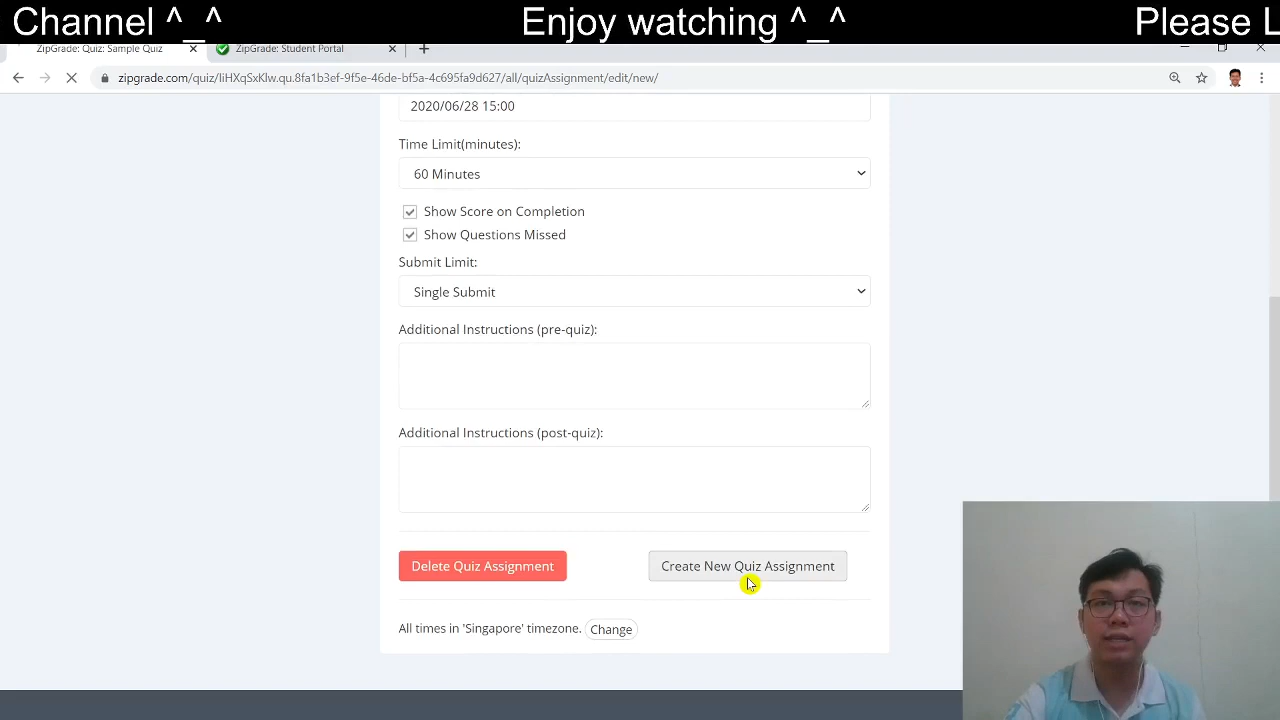 Channel ^_^ Enjoy watching ^_^ Please L
ZipGrade: Quiz: Sample Quiz ZipGrade: Student Portal
zipgrade.com/quiz/liHXqSxKlw.qu.8fa1b3ef-9f5e-46de-bf5a-4c695fa9d627/all/quizAssignment/edit/new/
2020/06/28 15:00
Time Limit(minutes):
60 Minutes
Show Score on Completion
Show Questions Missed
Submit Limit:
Single Submit
Additional Instructions (pre-quiz):
Additional Instructions (post-quiz):
Delete Quiz Assignment Create New Quiz Assignment
All times in 'Singapore' timezone. Change